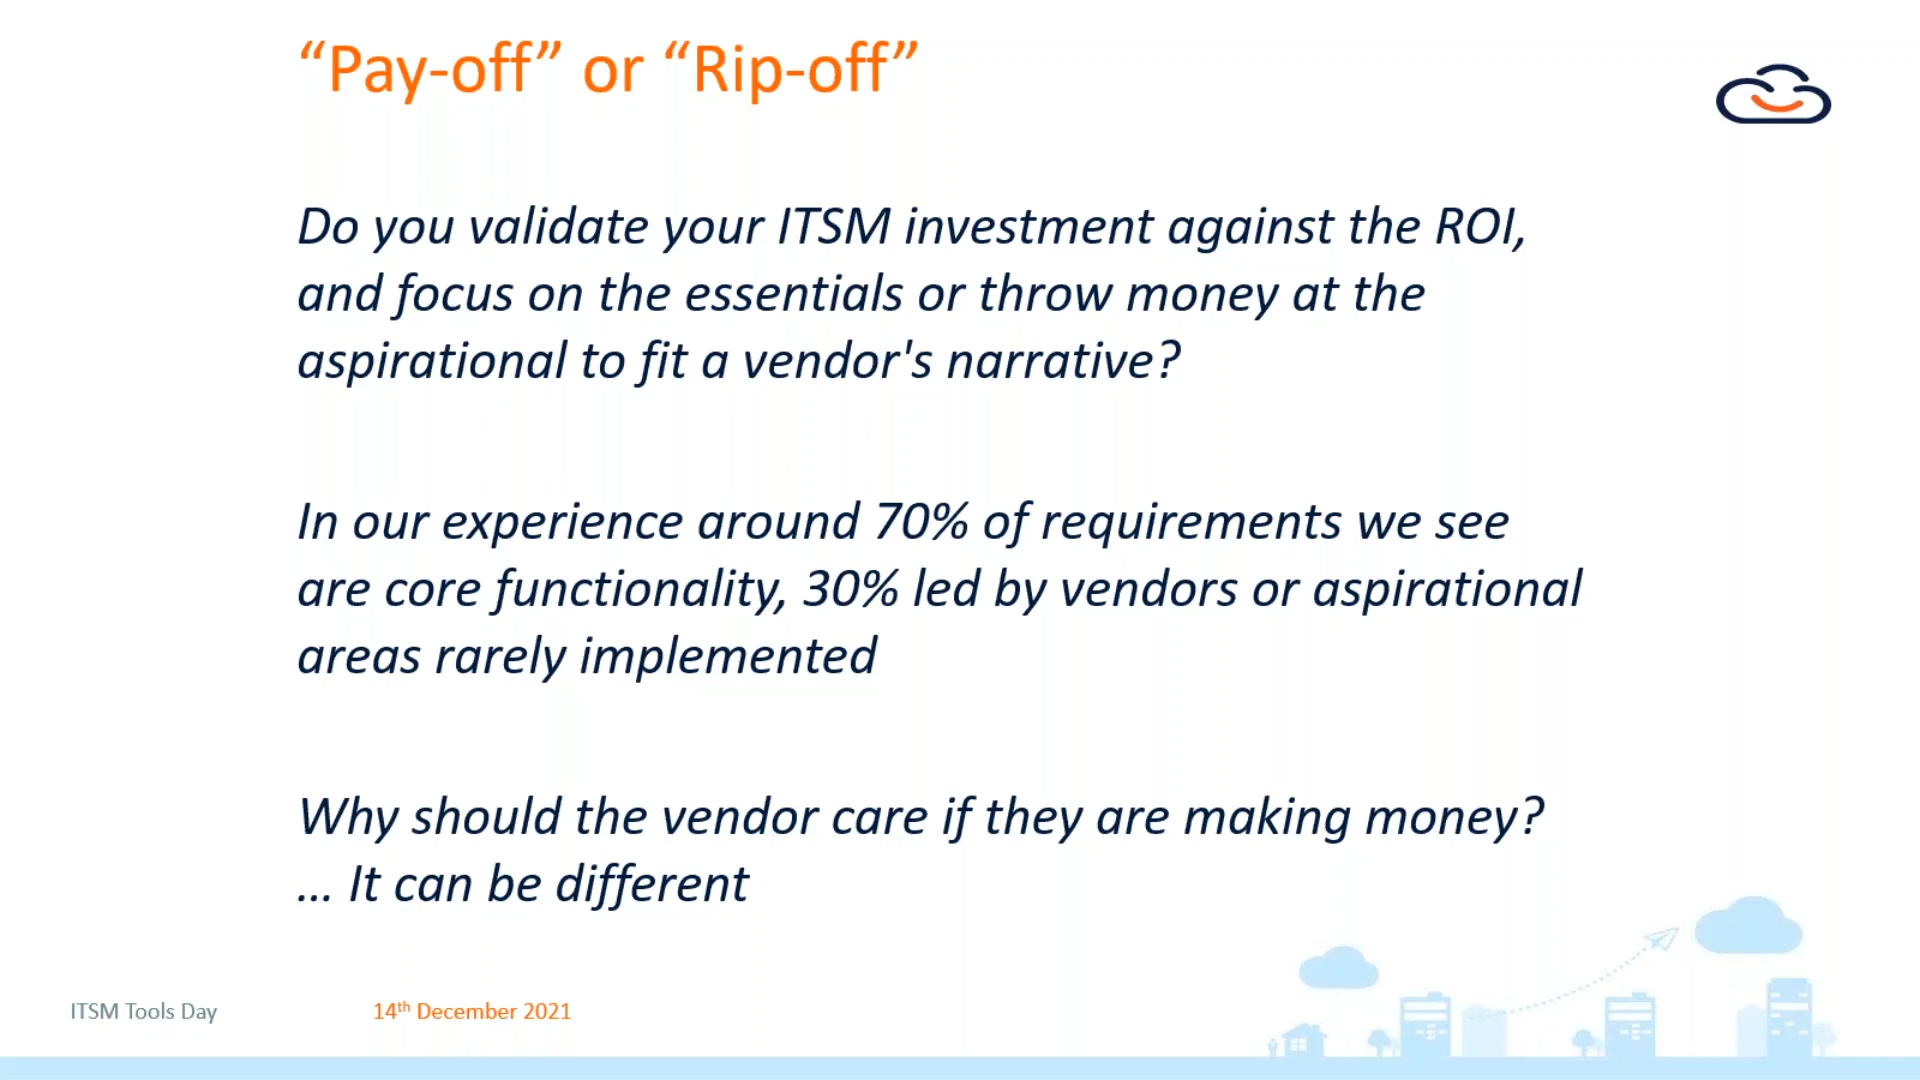 “Pay-off” or “Rip-off”
Do you validate your ITSM investment against the ROI,
and focus on the essentials or throw money at the
aspirational to fit a vendor's narrative?
In our experience around 70% of requirements we see
are core functionality, 30% led by vendors or aspirational
areas rarely implemented
Why should the vendor care if they are making money?
... It can be different
ITSM Tools Day
14th December 2021